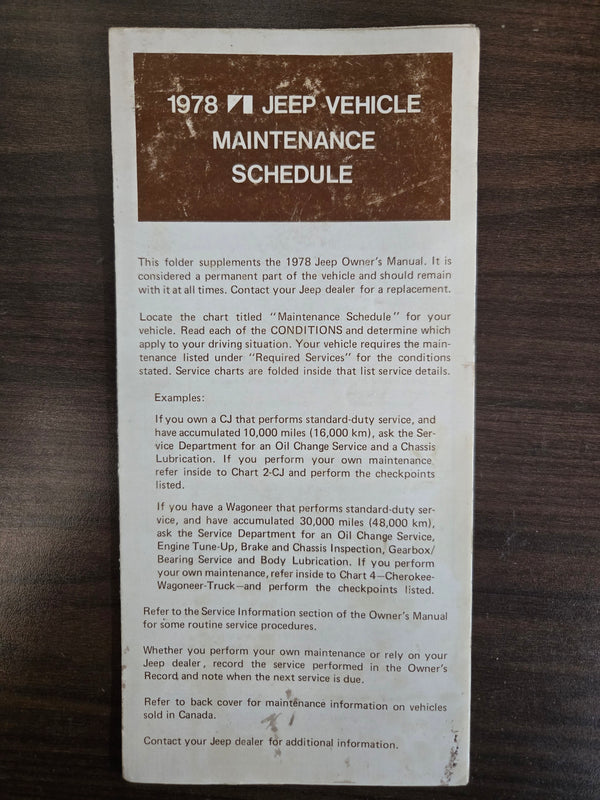 1978 JEEP VEHICLE
MAINTENANCE
SCHEDULE
This folder supplements the 1978 Jeep Owner's Manual. It is
considered a permanent part of the vehicle and should remain
with it at all times. Contact your Jeep dealer for a replacement.
Locate the chart titled "Maintenance Schedule" for your
vehicle. Read each of the CONDITIONS and determine which
apply to your driving situation. Your vehicle requires the main-
tenance listed under "Required Services" for the conditions
stated. Service charts are folded inside that list service details.
Examples:
If you own a CJ that performs standard-duty service, and
have accumulated 10,000 miles (16,000 km), ask the Ser-
vice Department for an Oil Change Service and a Chassis
Lubrication. If you perform your own maintenance
refer inside to Chart 2-CJ and perform the checkpoints
listed.
If you have a Wagoneer that performs standard-duty ser-
vice, and have accumulated 30,000 miles (48,000 km),
ask the Service Department for an Oil Change Service,
Engine Tune-Up, Brake and Chassis Inspection, Gearbox/
Bearing Service and Body Lubrication. If you perform
your own maintenance, refer inside to Chart 4—Cherokee-
Wagoneer-Truck—and perform the checkpoints listed.
Refer to the Service Information section of the Owner's Manual
for some routine service procedures.
Whether you perform your own maintenance or rely on your
Jeep dealer, record the service performed in the Owner's
Record and note when the next service is due.
Refer to back cover for maintenance information on vehicles
sold in Canada.
Contact your Jeep dealer for additional information.